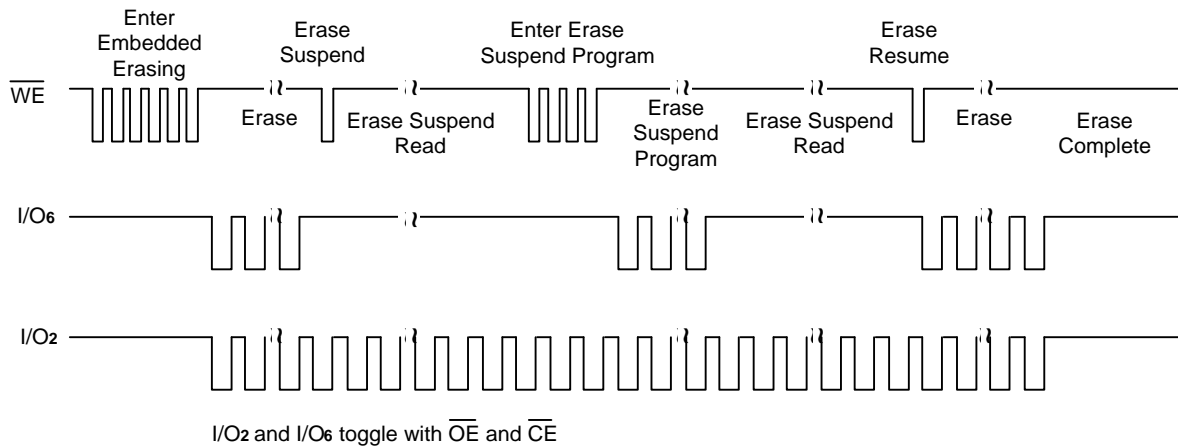 Enter
Embedded
Erasing
Erase
Suspend
Enter Erase
Suspend Program
Erase
Resume
WE
Erase
Erase Suspend
Read
Erase
Suspend
Program
Erase Suspend
Read
Erase
Erase
Complete
I/O6
I/O2
I/O2 and I/O6 toggle with OE and CE